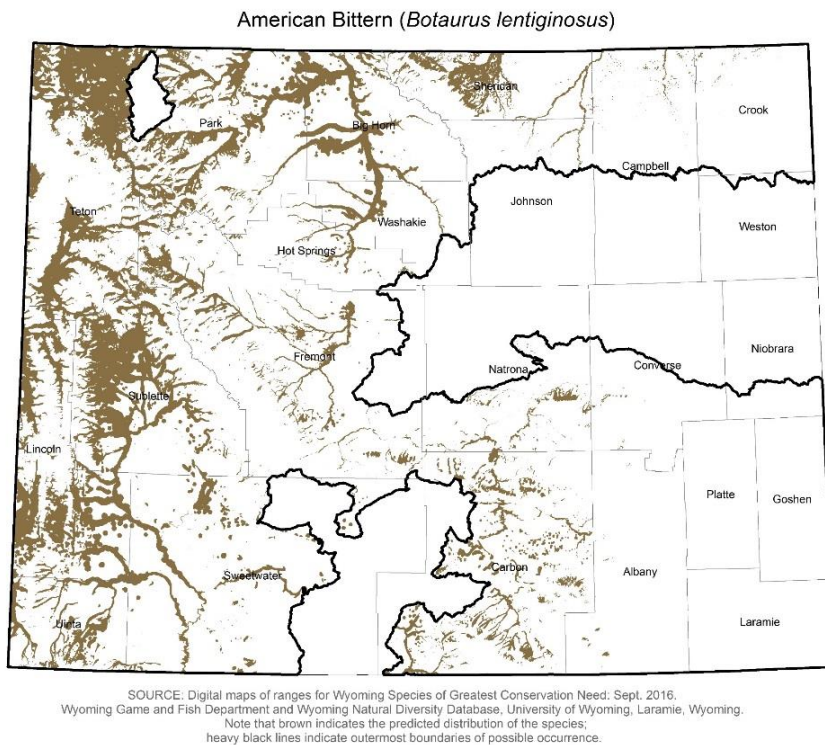 American Bittern (Botaurus lentiginosus)
Sheridan
Crook
Park
Big Horn
Campbell
Johnson
Teton
Washakie
Weston
Hot Springs
Fremont
Natrona
Converse
Niobrara
Sublette
Lincoln
Platte
Goshen
Sweetwater
Carbon
Albany
Uinta
Laramie
SOURCE: Digital maps of ranges for Wyoming Species of Greatest Conservation Need: Sept. 2016.
Wyoming Game and Fish Department and Wyoming Natural Diversity Database, University of Wyoming, Laramie, Wyoming.
Note that brown indicates the predicted distribution of the species;
heavy black lines indicate outermost boundaries of possible occurrence.